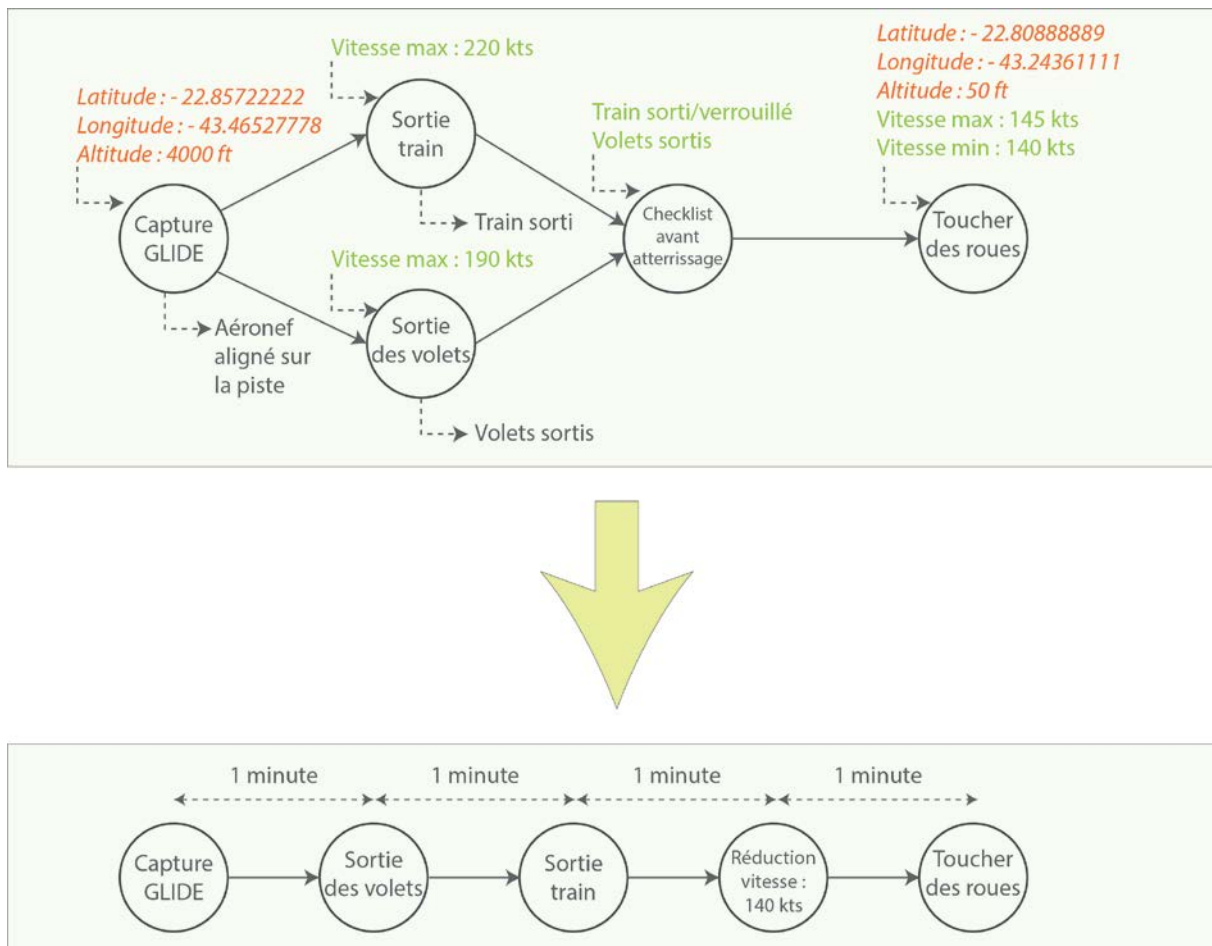 Vitesse max : 220 kts
Latitude : - 22.85722222
Longitude : - 43.46527778
Altitude : 4000 ft
Capture
GLIDE
Aéronef
aligné sur
la piste
Sortie
train
Train sorti
Vitesse max : 190 kts
Sortie
des volets
Volets sortis
Train sorti/verrouillé
Volets sortis
Checklist
avant
atterrissage
Latitude : - 22.80888889
Longitude : - 43.24361111
Altitude : 50 ft
Vitesse max : 145 kts
Vitesse min : 140 kts
Toucher
des roues
1 minute
1 minute
1 minute
1 minute
Capture
GLIDE
Sortie
des volets
Sortie
train
Réduction
vitesse :
140 kts
Toucher
des roues